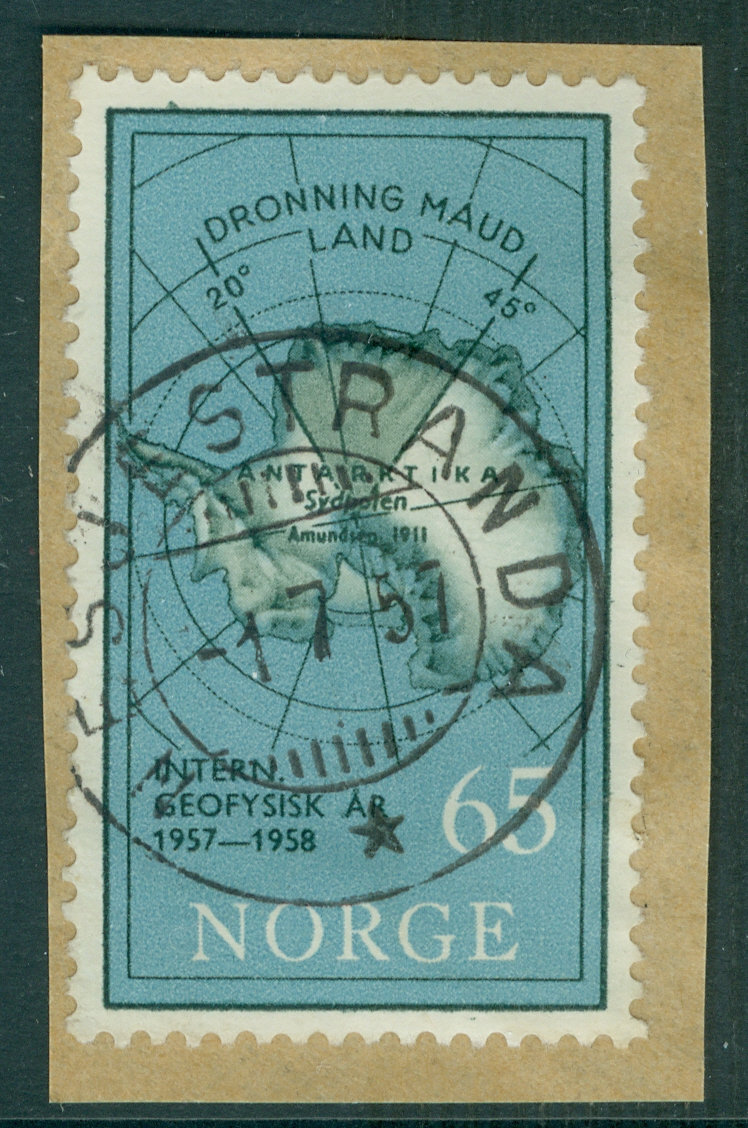 DRONNING MAUD
LAND
20°
45°
ANTARKTIKA
Sydpolen
Amundsen 1911
NESJESTRANDA
-1 7 57
INTERN.
GEOFYSISK ÅR
1957—1958
65
NORGE